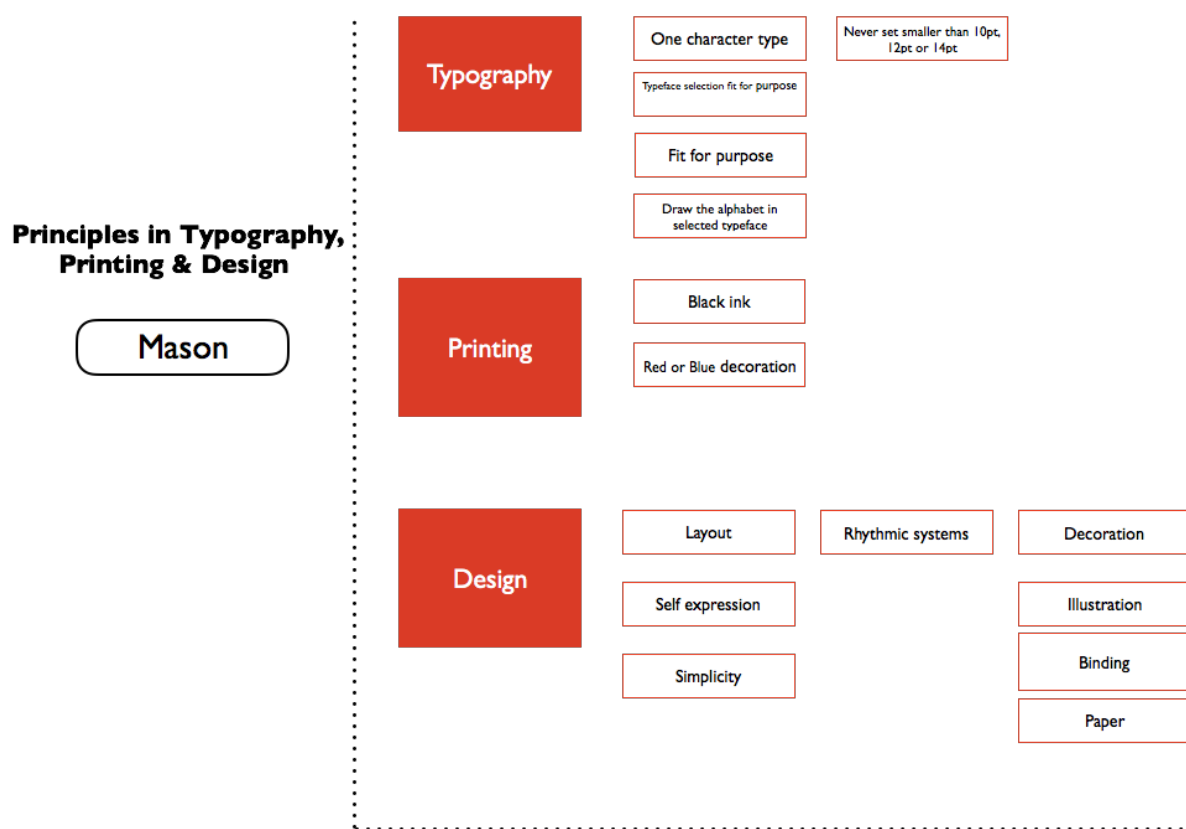 Principles in Typography,
Printing & Design
Mason
Typography
One character type
Never set smaller than 10pt,
12pt or 14pt
Typeface selection fit for purpose
Fit for purpose
Draw the alphabet in
selected typeface
Printing
Black ink
Red or Blue decoration
Design
Layout
Rhythmic systems
Decoration
Self expression
Illustration
Simplicity
Binding
Paper